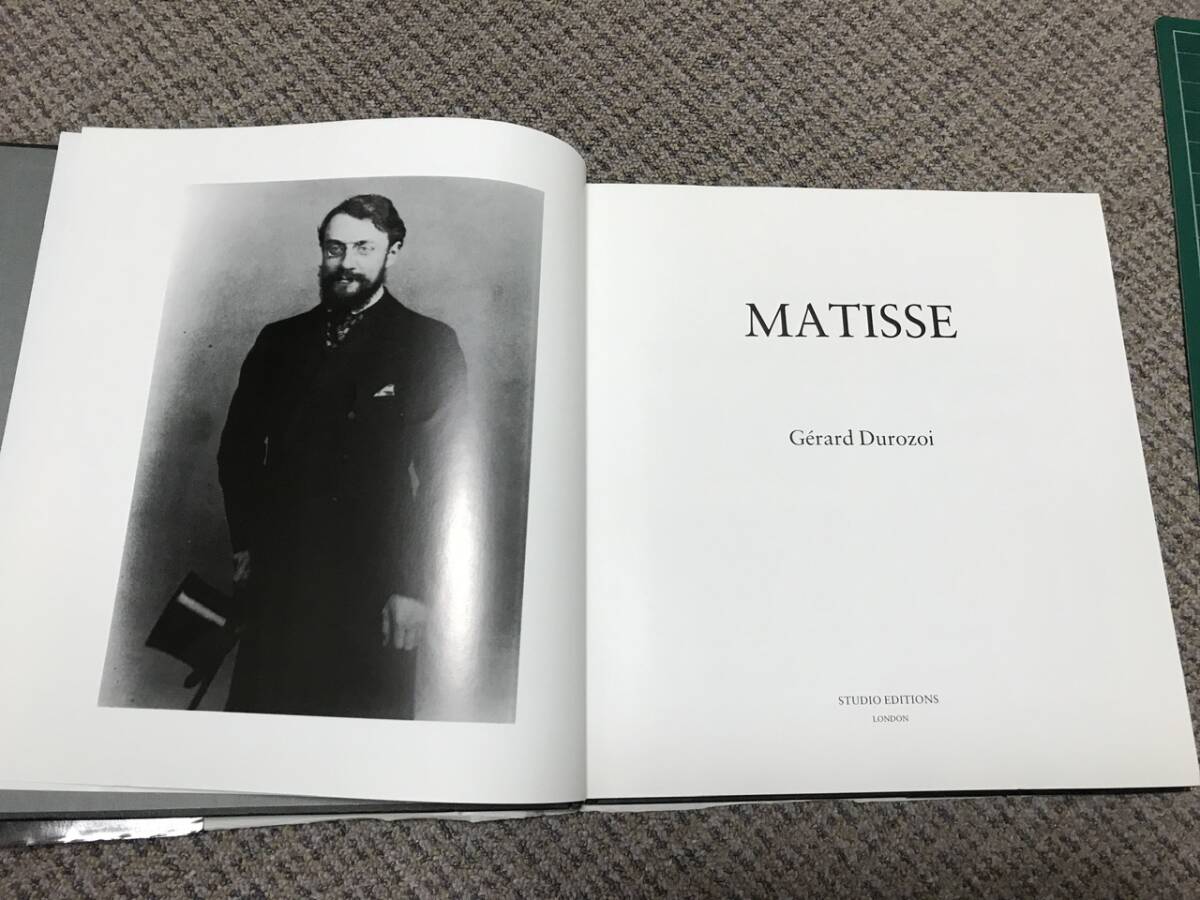 MATISSE
Gérard Durozoi
STUDIO EDITIONS
LONDON